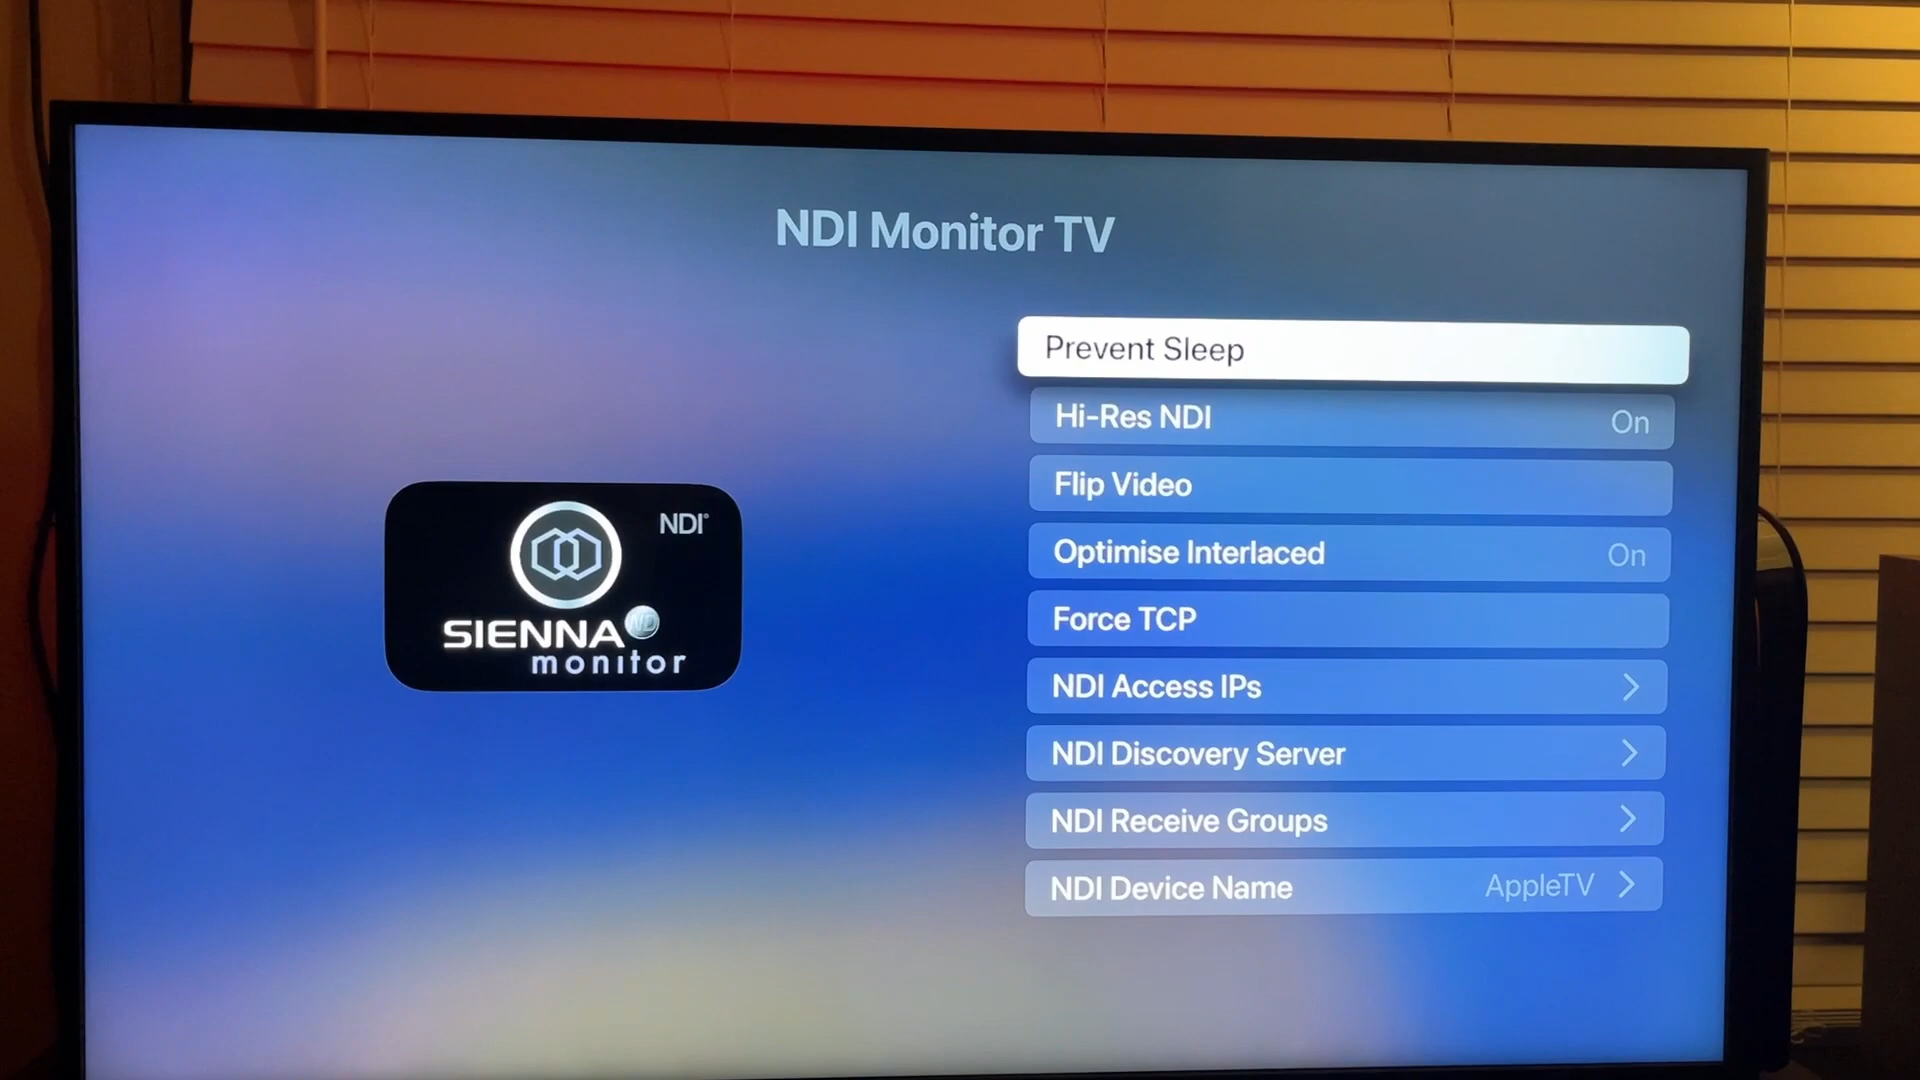 NDI Monitor TV
Prevent Sleep
Hi-Res NDI On
Flip Video
Optimise Interlaced On
Force TCP
NDI Access IPs
NDI Discovery Server
NDI Receive Groups
NDI Device Name AppleTV
NDI®
SIENNA ND
monitor